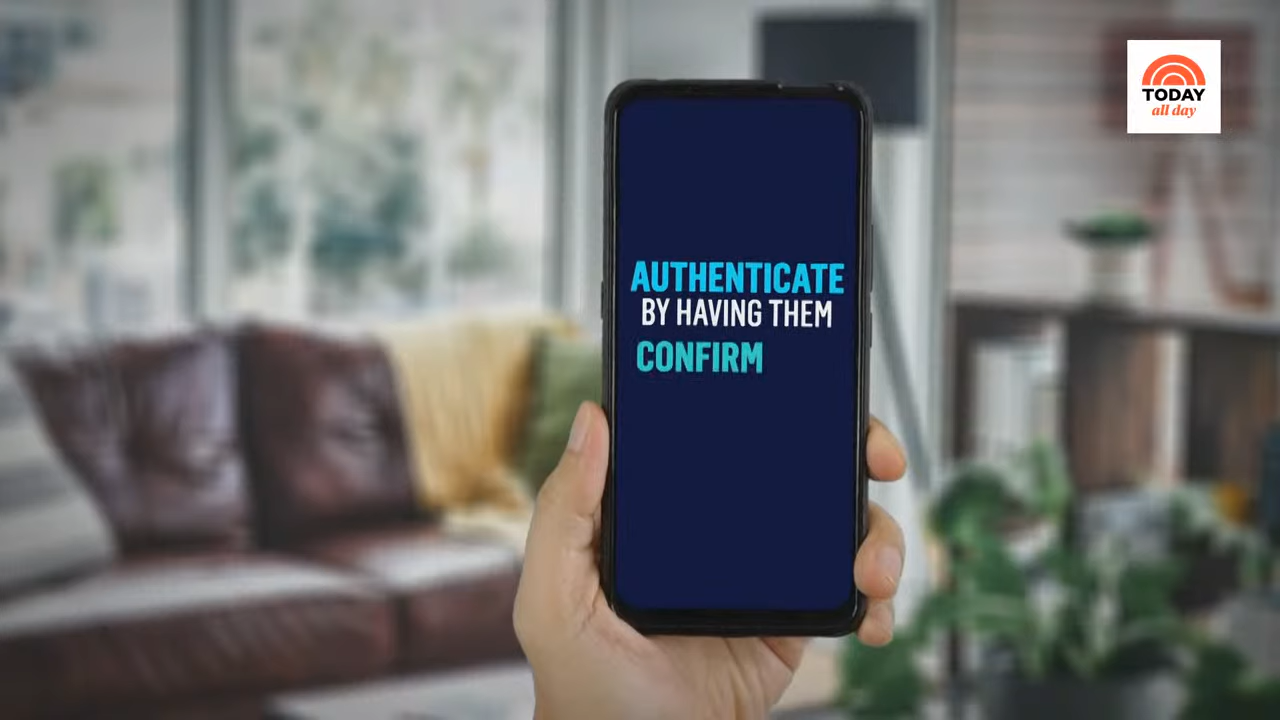 AUTHENTICATE
BY HAVING THEM
CONFIRM
TODAY
all day